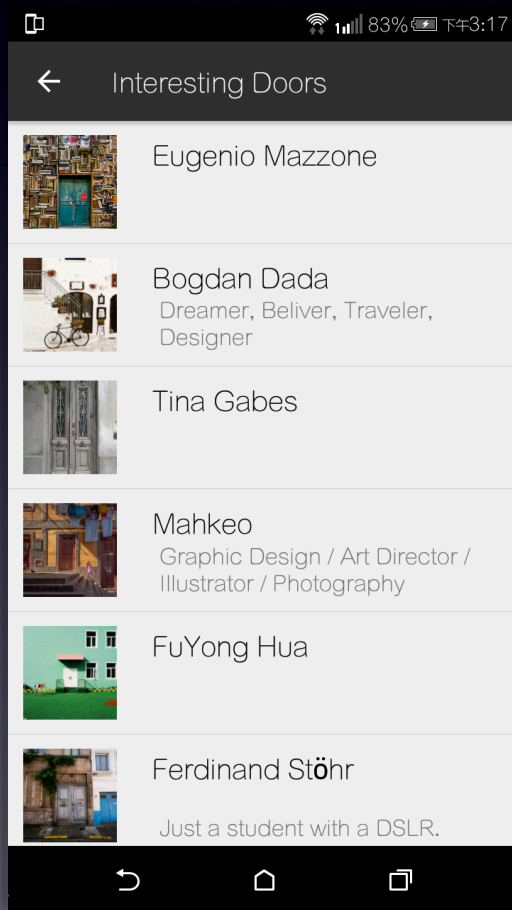 83% 下午3:17
Interesting Doors
Eugenio Mazzone
Bogdan Dada
Dreamer, Beliver, Traveler,
Designer
Tina Gabes
Mahkeo
Graphic Design / Art Director /
Illustrator / Photography
FuYong Hua
Ferdinand Stöhr
Just a student with a DSLR.